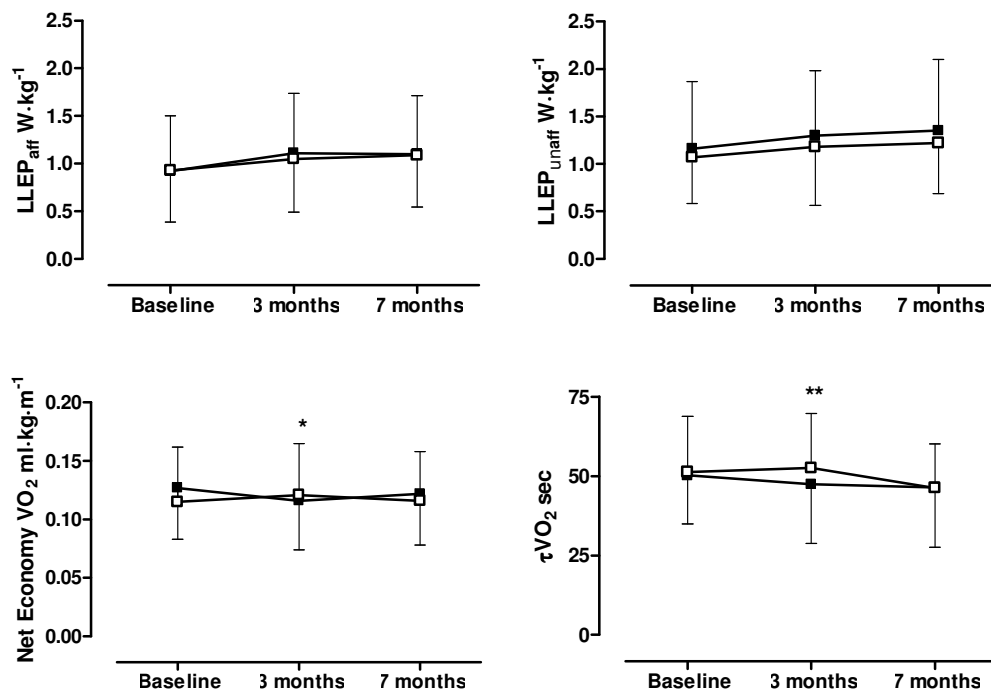 LLEPaff W·kg-1
2.5
2.0
1.5
1.0
0.5
0.0
Baseline 3 months 7 months
LLEPunaff W·kg-1
2.5
2.0
1.5
1.0
0.5
0.0
Baseline 3 months 7 months
Net Economy VO2 ml·kg·m-1
0.20
0.15
0.10
0.05
0.00
*
Baseline 3 months 7 months
τVO2 sec
75
50
25
0
**
Baseline 3 months 7 months